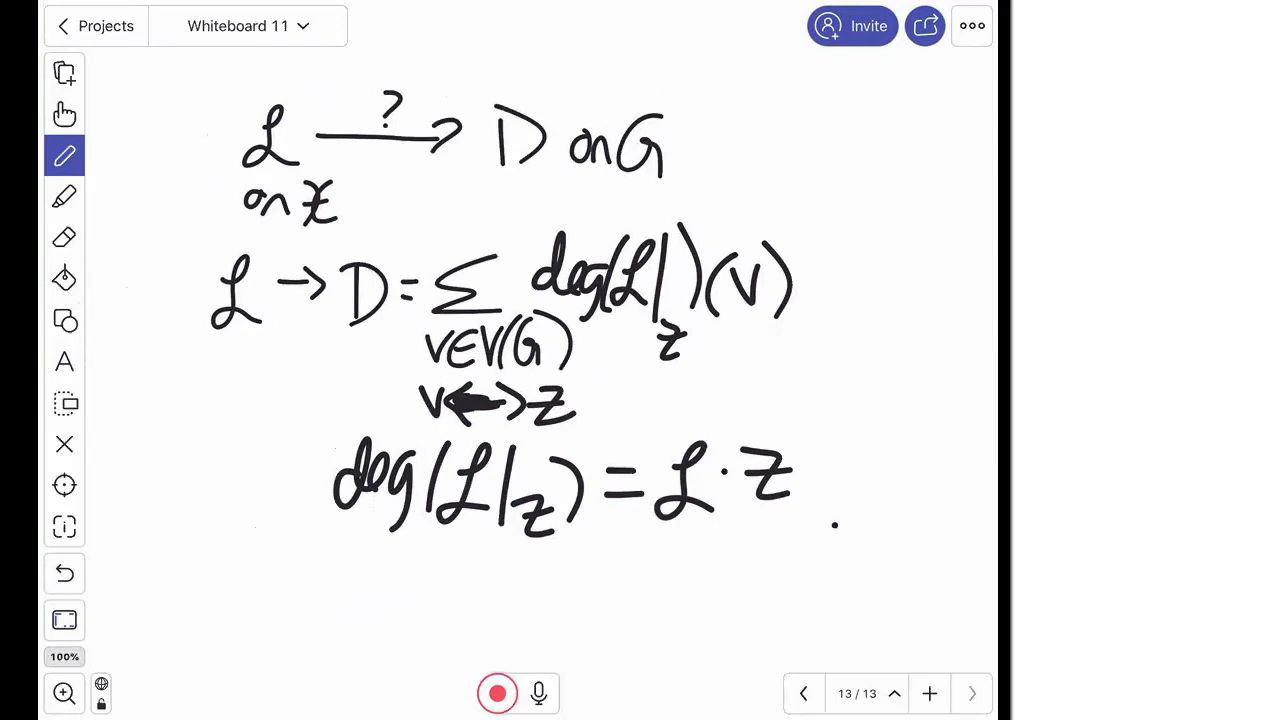 Projects Whiteboard 11 Invite
ℒ —?→ D on G
on 𝔛
ℒ → D = Σ deg(ℒ|_Z)(v)
v∈V(G)
v↔Z
deg(ℒ|_Z) = ℒ · Z
A
100%
13 / 13